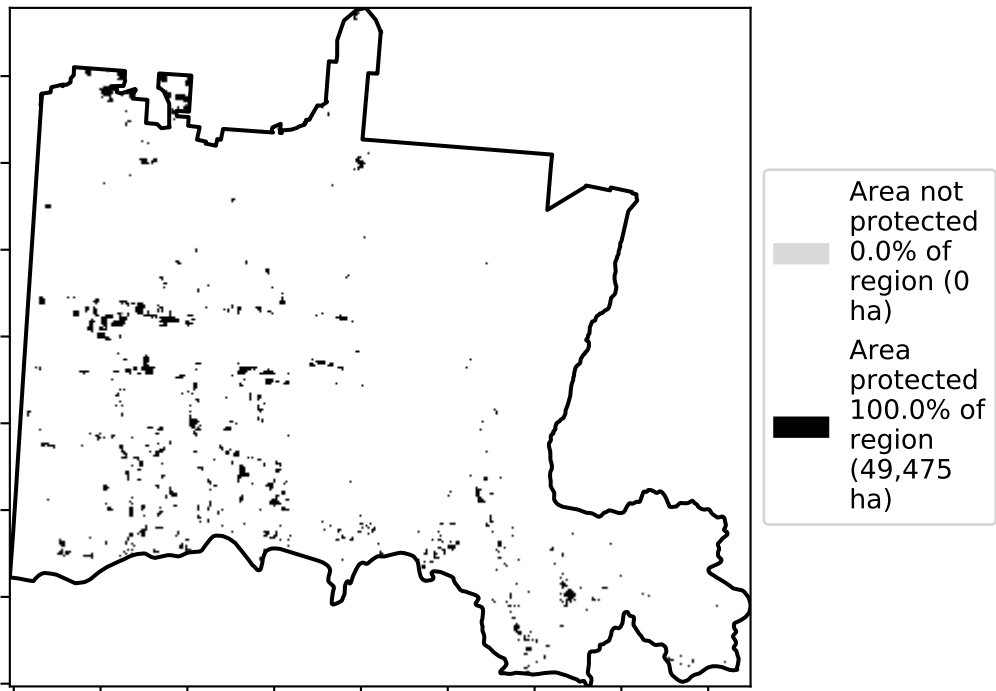 Area not
protected
0.0% of
region (0
ha)
Area
protected
100.0% of
region
(49,475
ha)